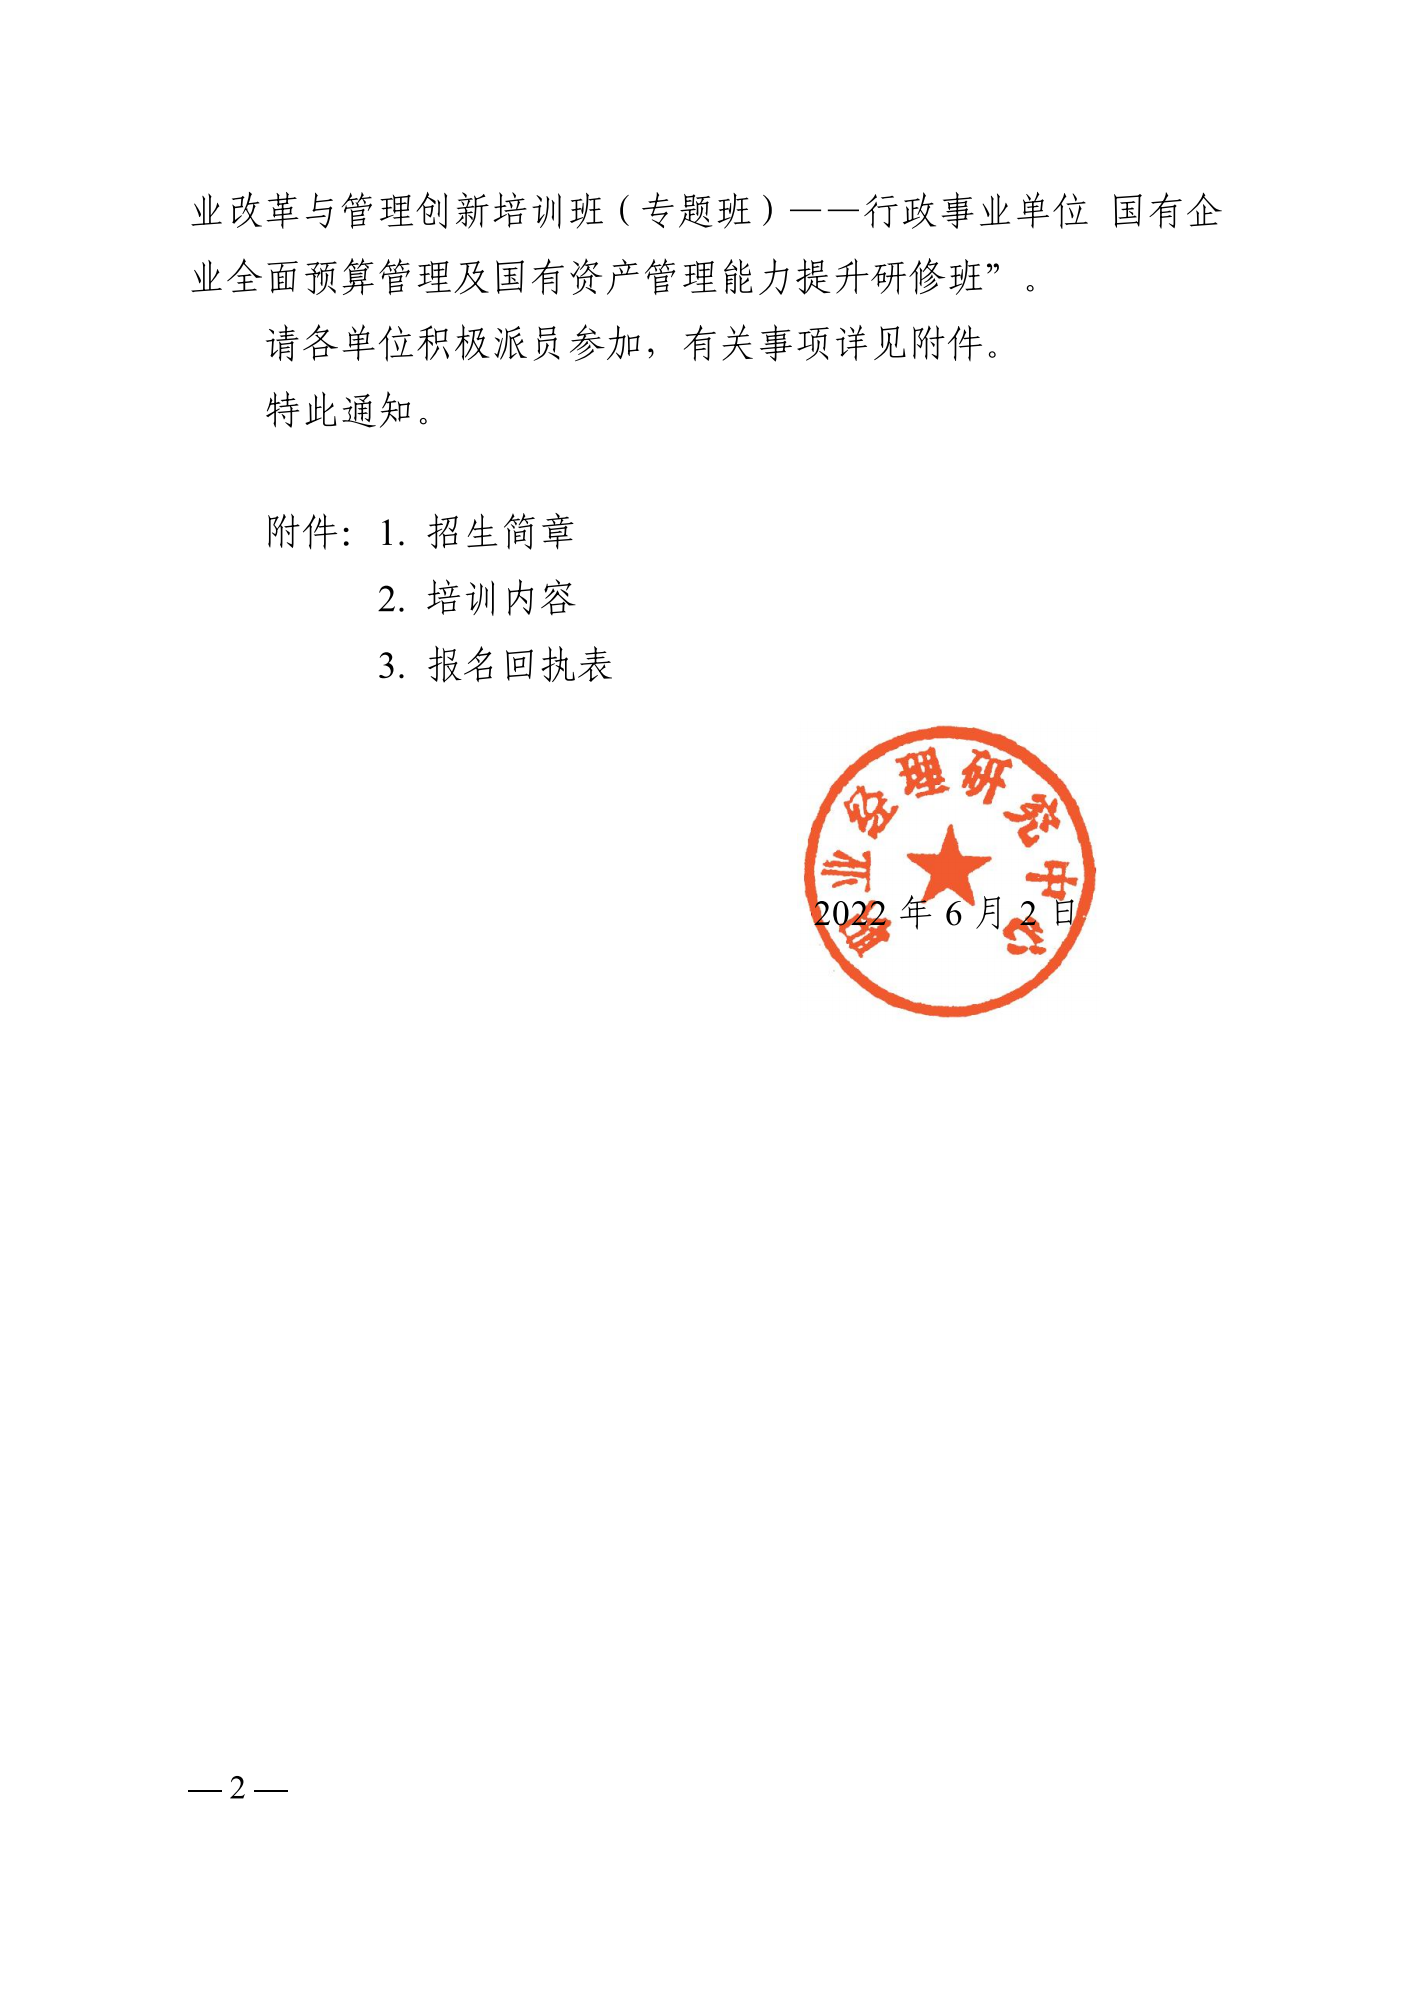 业改革与管理创新培训班（专题班）——行政事业单位 国有企
业全面预算管理及国有资产管理能力提升研修班”。
请各单位积极派员参加，有关事项详见附件。
特此通知。
附件：1. 招生简章
2. 培训内容
3. 报名回执表
职业经理研究中心
2022 年 6 月 2 日
— 2 —